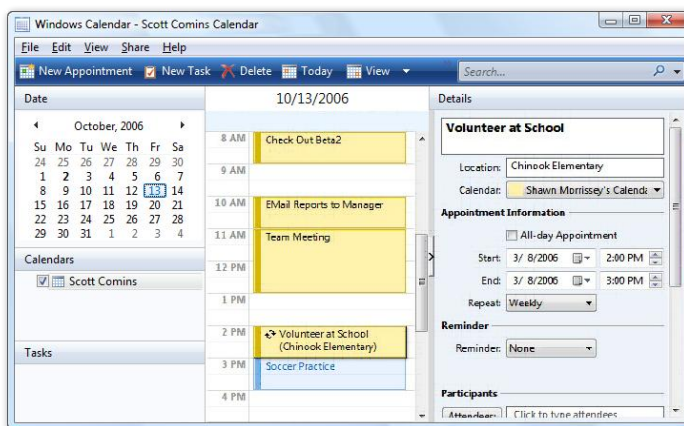 Windows Calendar - Scott Comins Calendar
File Edit View Share Help
New Appointment New Task Delete Today View Search...
Date
October, 2006
Su Mo Tu We Th Fr Sa
24 25 26 27 28 29 30
1 2 3 4 5 6 7
8 9 10 11 12 13 14
15 16 17 18 19 20 21
22 23 24 25 26 27 28
29 30 31 1 2 3 4
Calendars
Scott Comins
Tasks
10/13/2006
8 AM Check Out Beta2
9 AM
10 AM EMail Reports to Manager
11 AM Team Meeting
12 PM
1 PM
2 PM Volunteer at School
(Chinook Elementary)
3 PM Soccer Practice
4 PM
Details
Volunteer at School
Location: Chinook Elementary
Calendar: Shawn Morrissey's Calenda
Appointment Information
All-day Appointment
Start: 3/ 8/2006 2:00 PM
End: 3/ 8/2006 3:00 PM
Repeat: Weekly
Reminder
Reminder: None
Participants
Attendees: Click to type attendees